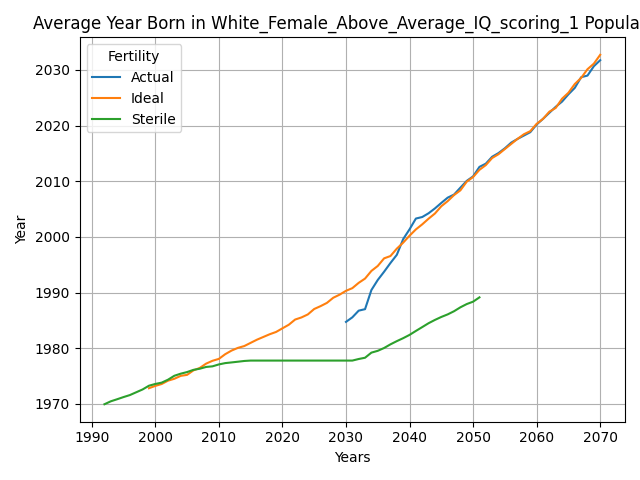 Average Year Born in White_Female_Above_Average_IQ_scoring_1 Popula
Fertility
Actual
Ideal
Sterile
2030
2020
2010
2000
1990
1980
1970
Year
1990 2000 2010 2020 2030 2040 2050 2060 2070
Years